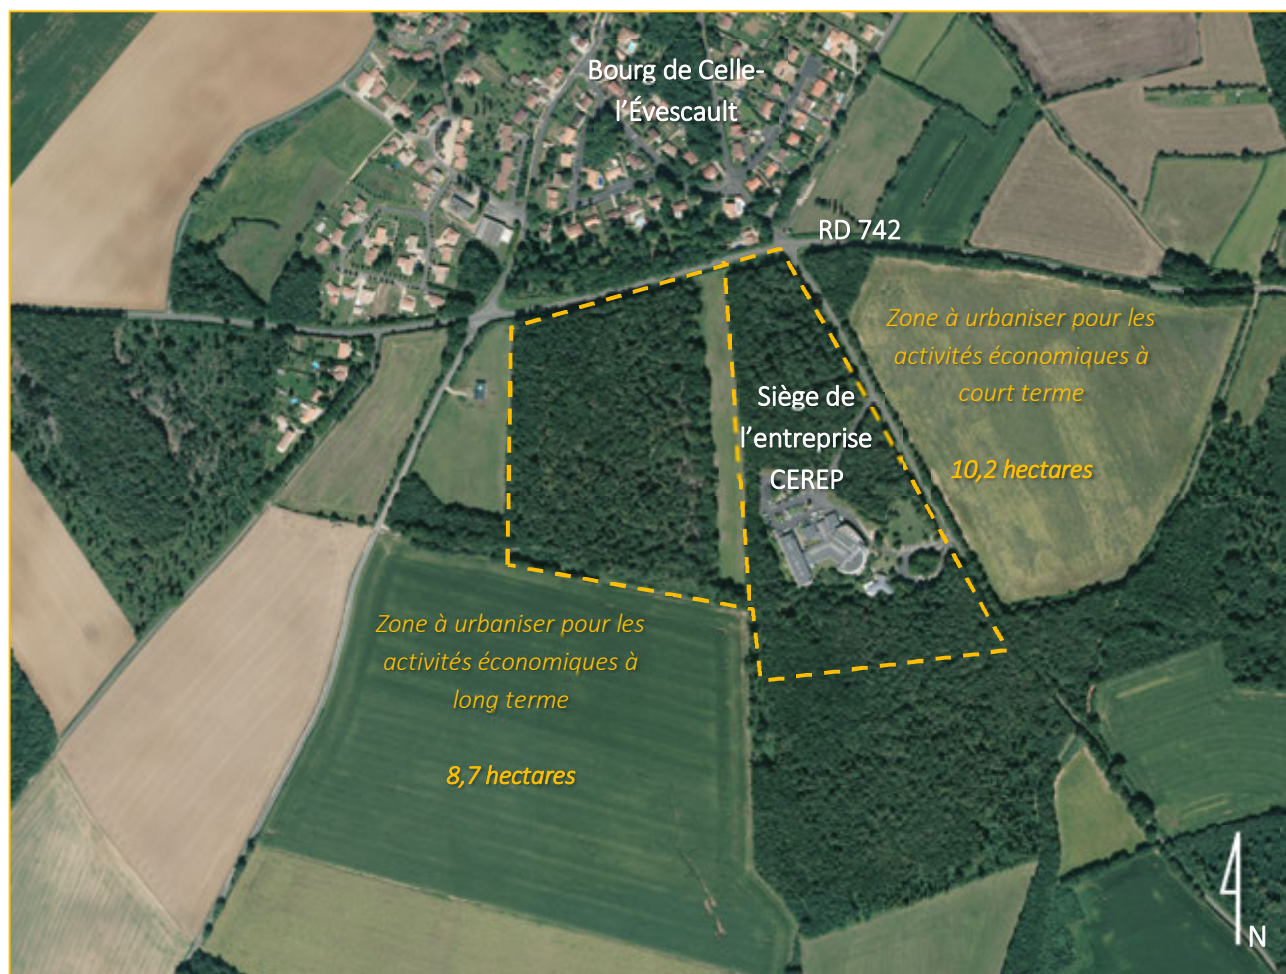 Bourg de Celle-
l'Évescault
RD 742
Zone à urbaniser pour les
activités économiques à
court terme
10,2 hectares
Siège de
l'entreprise
CEREP
Zone à urbaniser pour les
activités économiques à
long terme
8,7 hectares
N